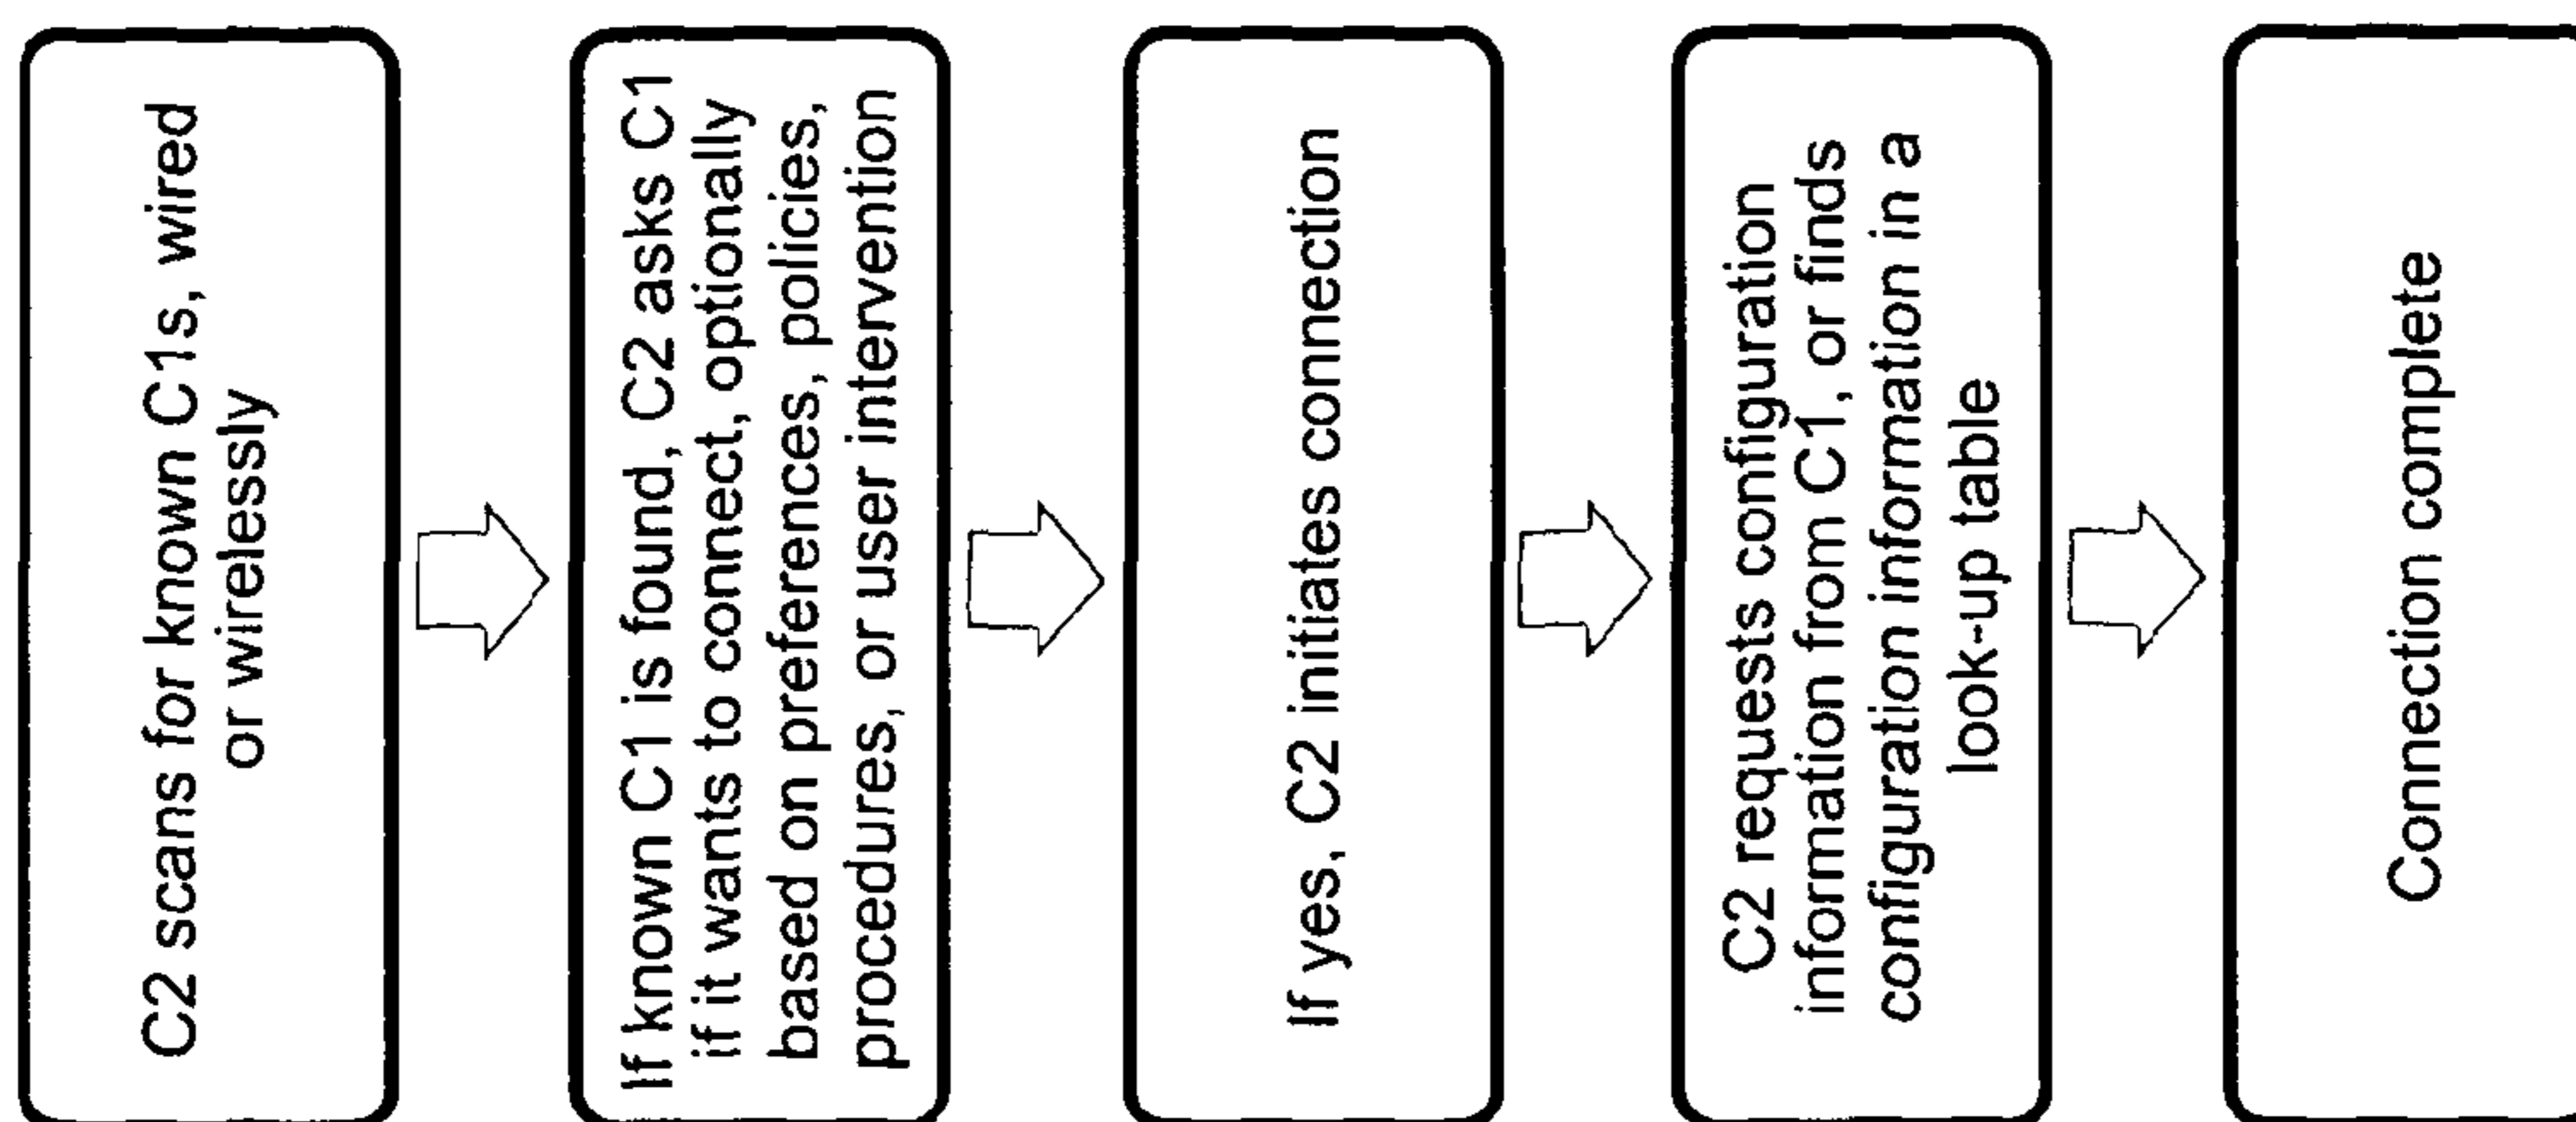 C2 scans for known C1s, wired
or wirelessly
If known C1 is found, C2 asks C1
if it wants to connect, optionally
based on preferences, policies,
procedures, or user intervention
If yes, C2 initiates connection
C2 requests configuration
information from C1, or finds
configuration information in a
look-up table
Connection complete